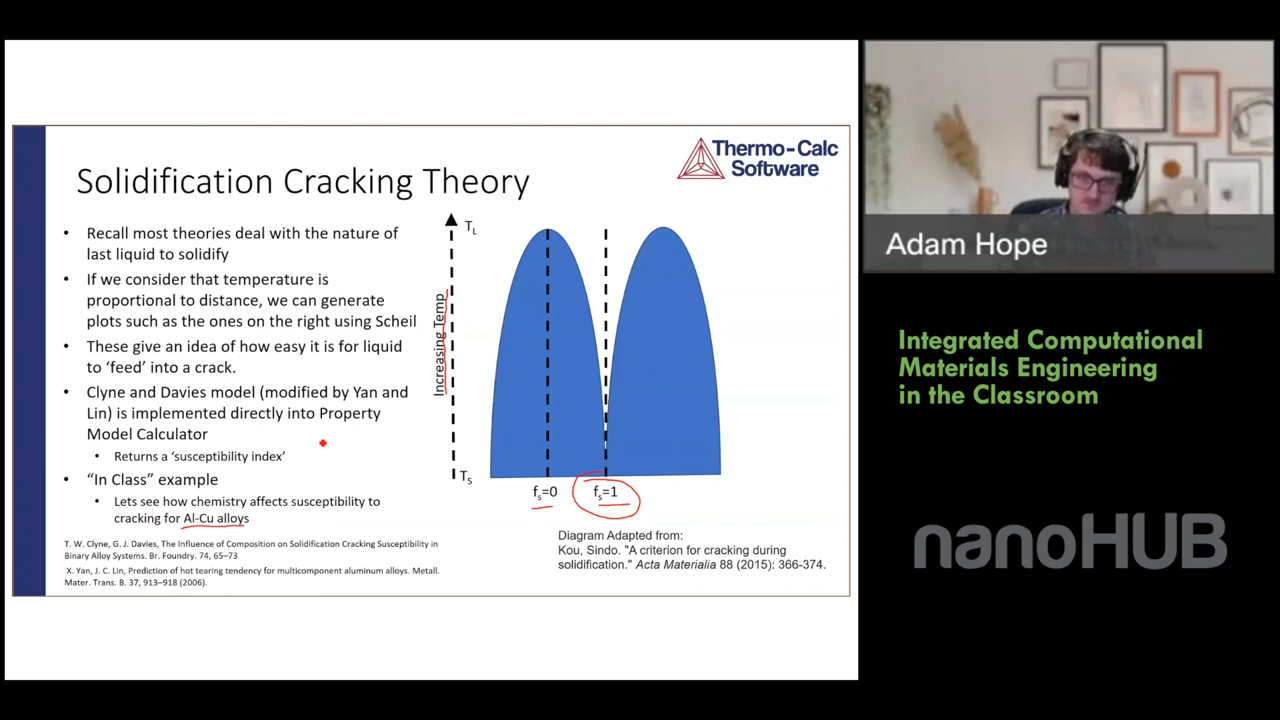 Solidification Cracking Theory
Thermo-Calc
Software
• Recall most theories deal with the nature of
last liquid to solidify
• If we consider that temperature is
proportional to distance, we can generate
plots such as the ones on the right using Scheil
• These give an idea of how easy it is for liquid
to ‘feed’ into a crack.
• Clyne and Davies model (modified by Yan and
Lin) is implemented directly into Property
Model Calculator
• Returns a ‘susceptibility index’
• “In Class” example
• Lets see how chemistry affects susceptibility to
cracking for Al-Cu alloys
T. W. Clyne, G. J. Davies, The Influence of Composition on Solidification Cracking Susceptibility in
Binary Alloy Systems. Br. Foundry. 74, 65–73
X. Yan, J. C. Lin, Prediction of hot tearing tendency for multicomponent aluminum alloys. Metall.
Mater. Trans. B. 37, 913–918 (2006).
TL
Increasing Temp
TS
fs=0
fs=1
Diagram Adapted from:
Kou, Sindo. "A criterion for cracking during
solidification." Acta Materialia 88 (2015): 366-374.
Adam Hope
Integrated Computational
Materials Engineering
in the Classroom
nanoHUB